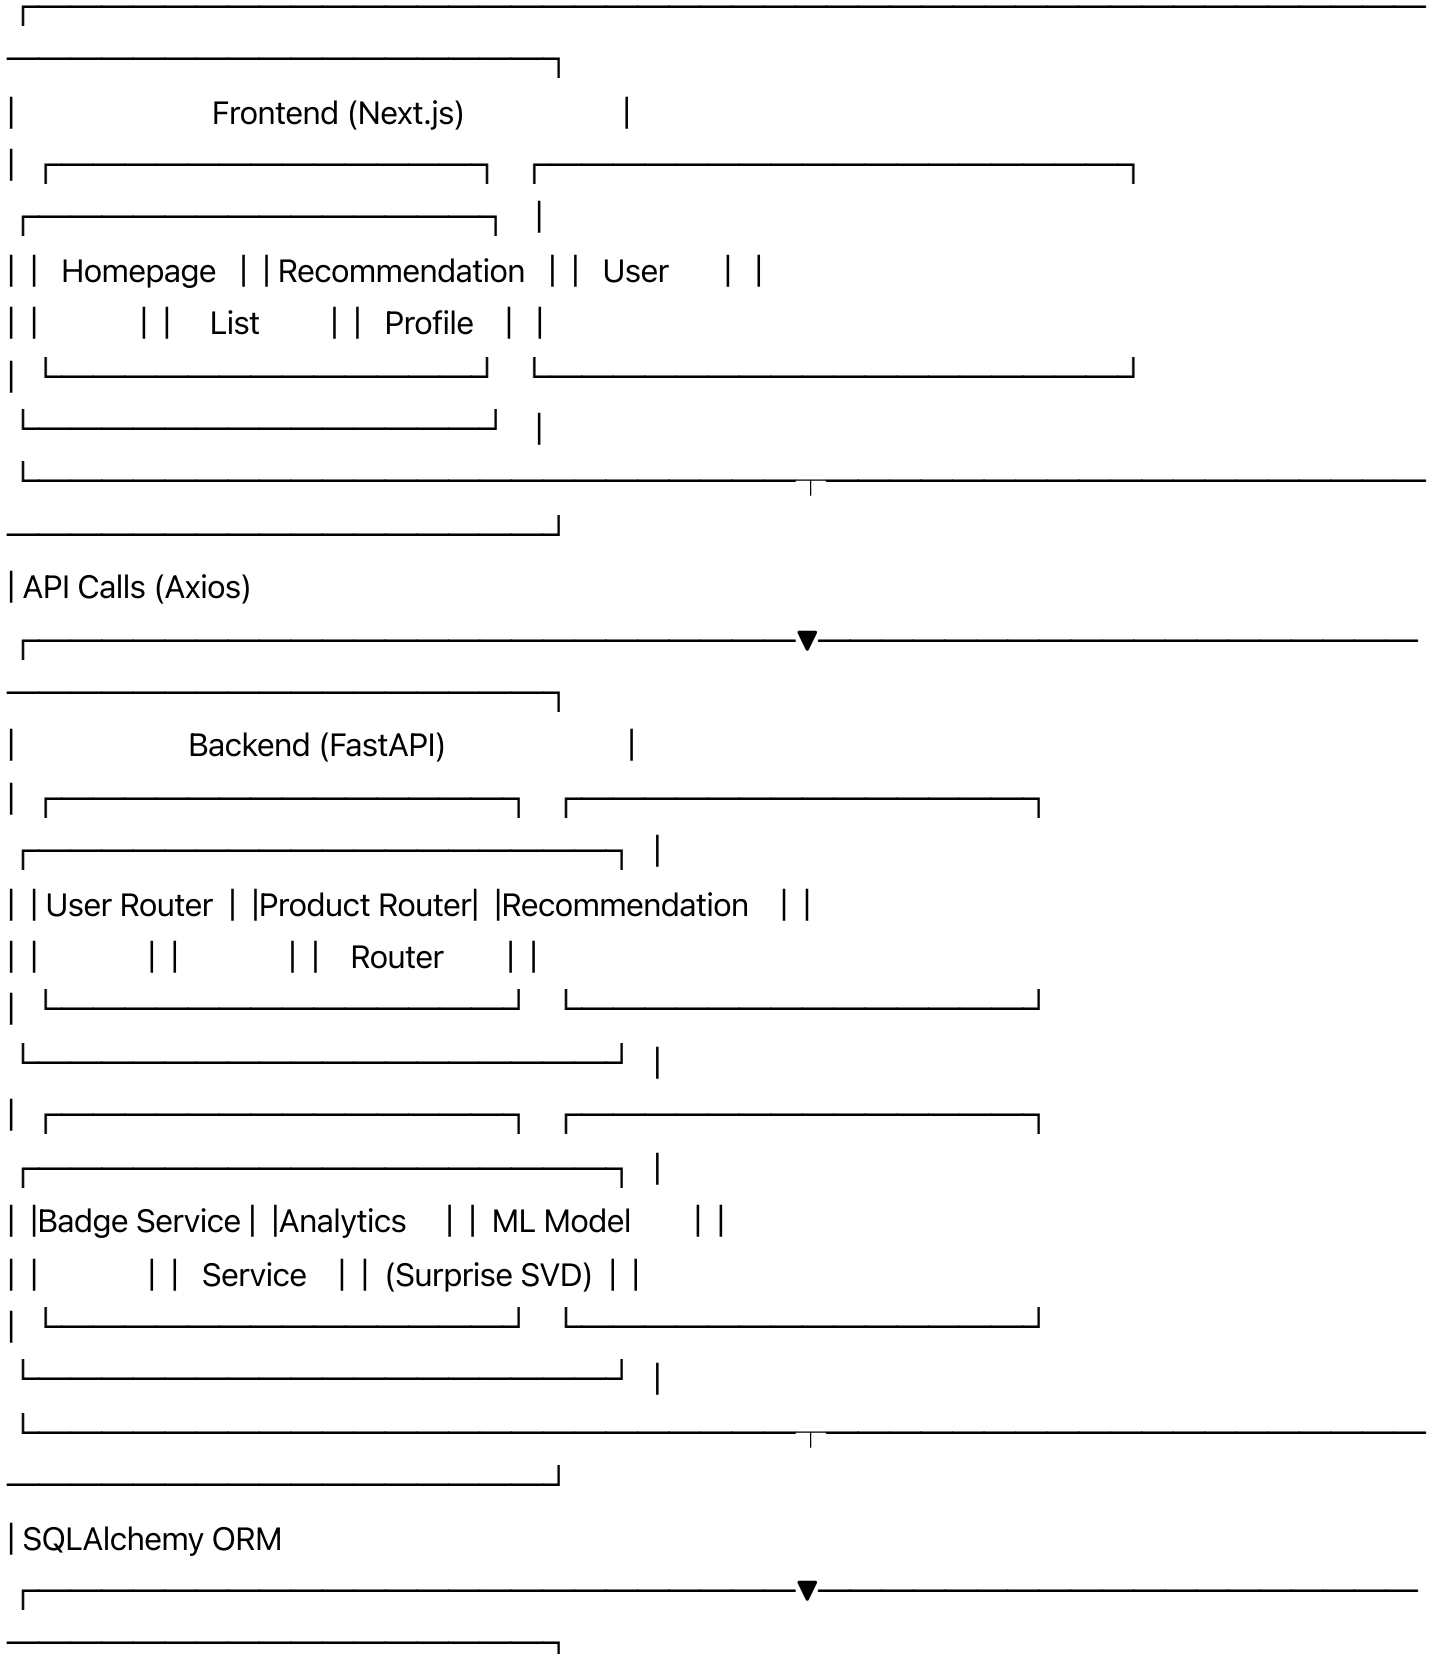 Frontend (Next.js)
Homepage Recommendation User
List Profile
API Calls (Axios)
Backend (FastAPI)
User Router Product Router Recommendation
Router
Badge Service Analytics ML Model
Service (Surprise SVD)
SQLAlchemy ORM